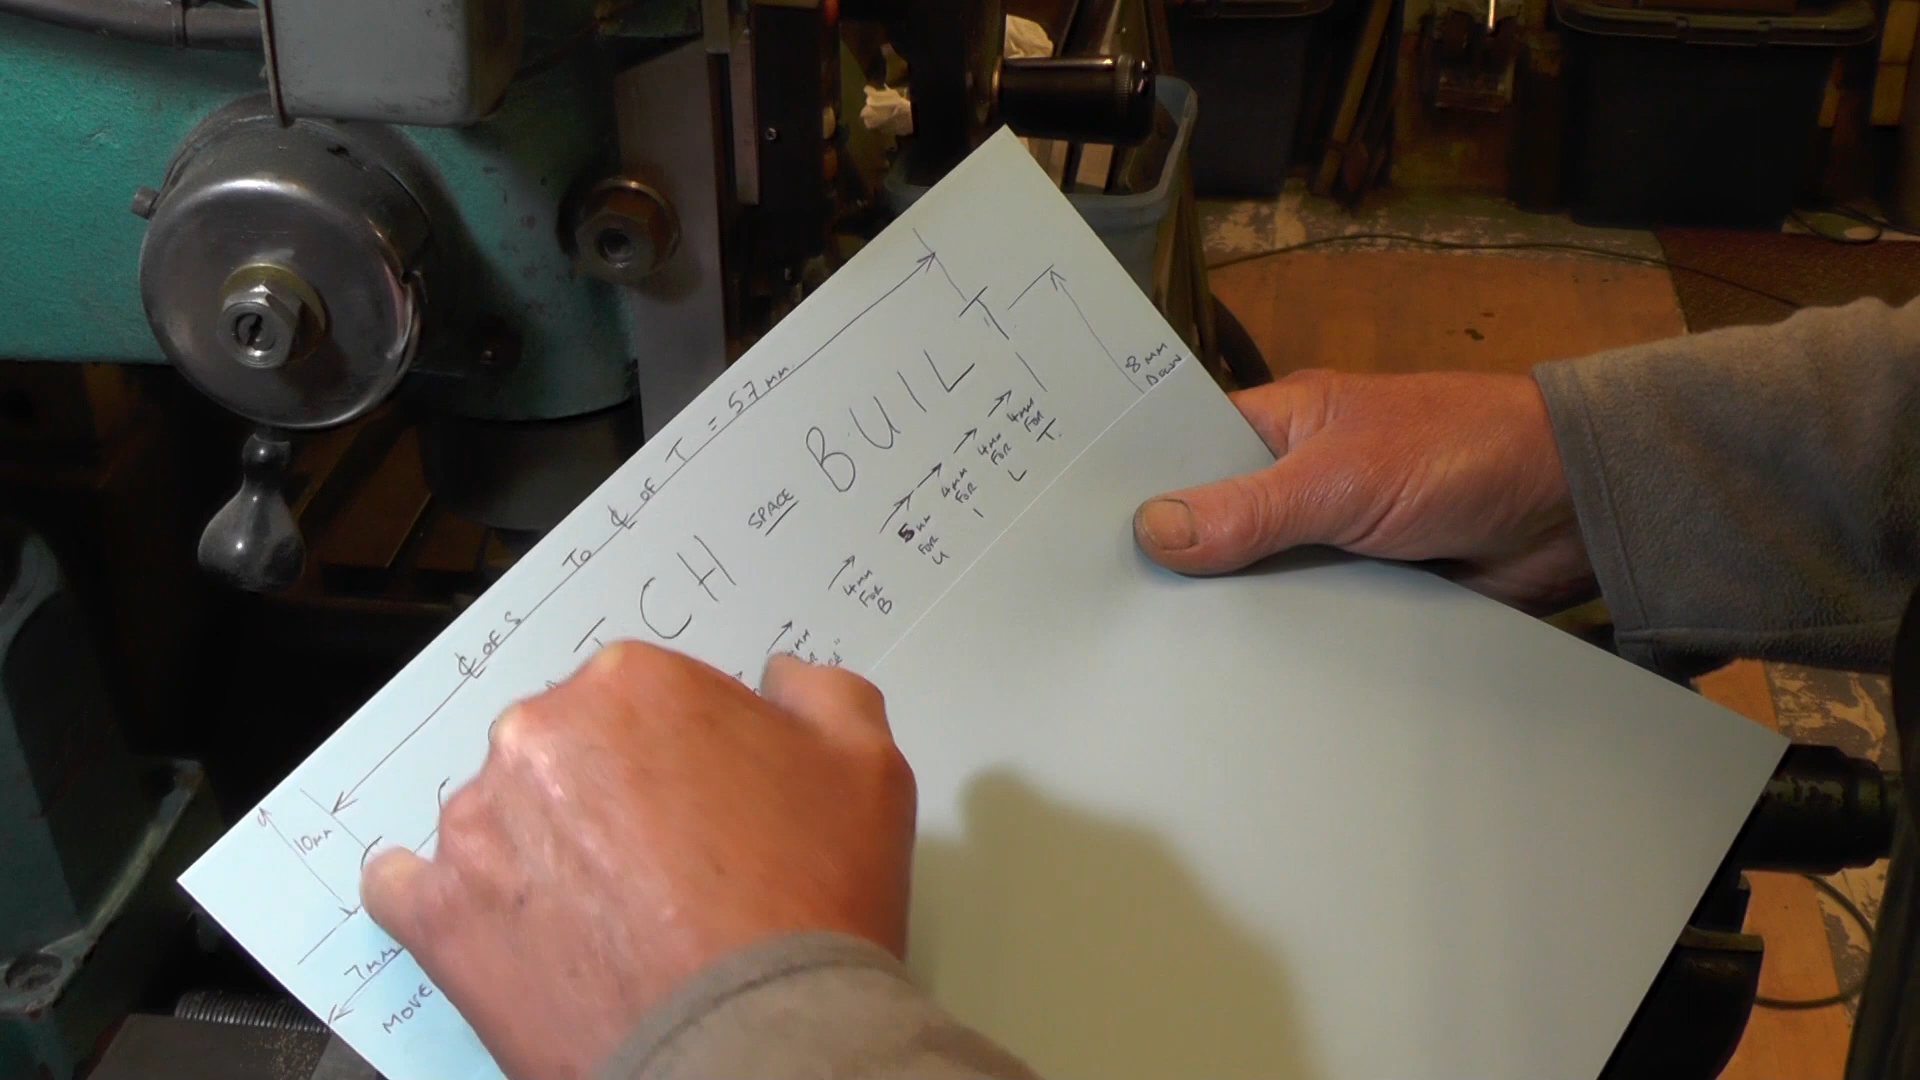 ℄ OF S TO ℄ OF T = 57 MM
TCH SPACE BUILT
4MM FOR B
5MM FOR U
4MM FOR I
4MM FOR L
4MM FOR T.
8 MM DOWN
10MM
7MM
MOVE